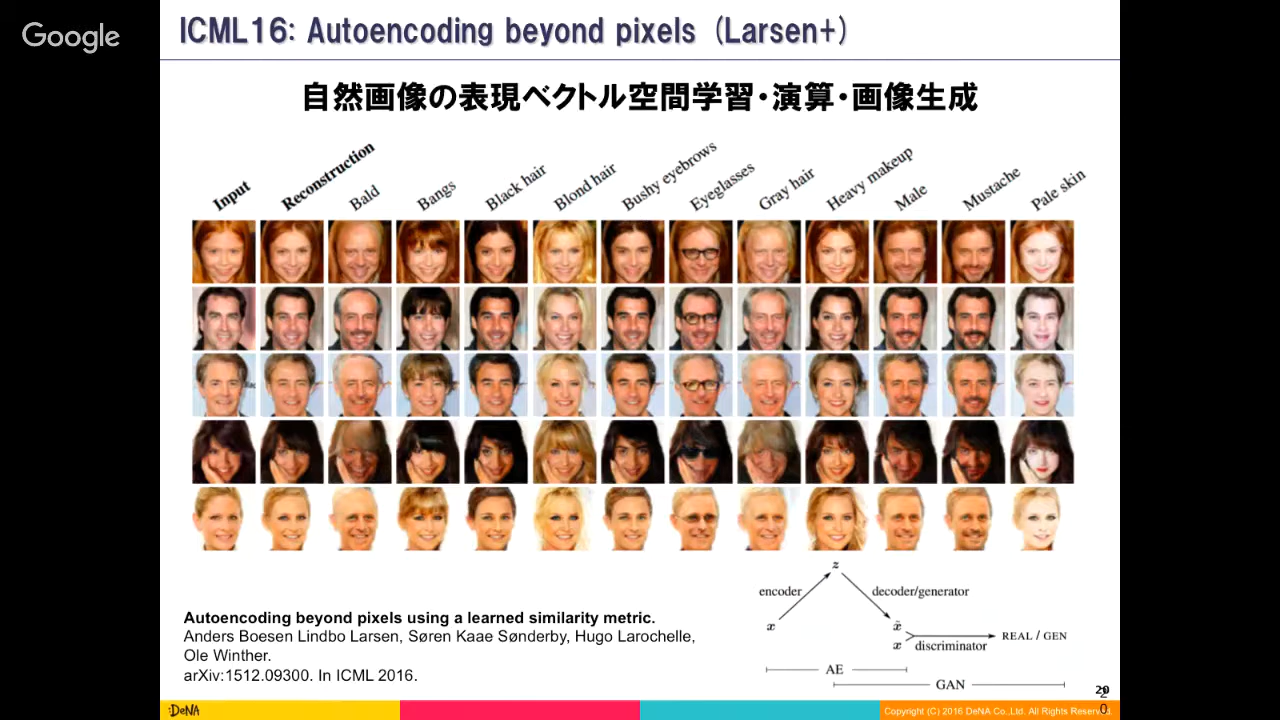 Google
ICML16: Autoencoding beyond pixels (Larsen+)
自然画像の表現ベクトル空間学習・演算・画像生成
Input Reconstruction Bald Bangs Black hair Blond hair Bushy eyebrows Eyeglasses Gray hair Heavy makeup Male Mustache Pale skin
z
encoder decoder/generator
x x̃
x discriminator REAL / GEN
AE
GAN
Autoencoding beyond pixels using a learned similarity metric.
Anders Boesen Lindbo Larsen, Søren Kaae Sønderby, Hugo Larochelle,
Ole Winther.
arXiv:1512.09300. In ICML 2016.
20
:DeNA
Copyright (C) 2016 DeNA Co.,Ltd. All Rights Reserved.